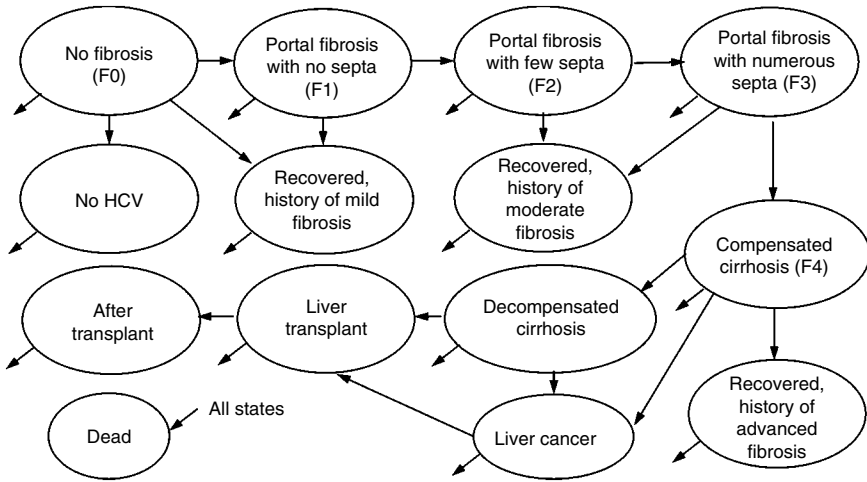 No fibrosis
(F0)
Portal fibrosis
with no septa
(F1)
Portal fibrosis
with few septa
(F2)
Portal fibrosis
with numerous
septa (F3)
No HCV
Recovered,
history of mild
fibrosis
Recovered,
history of
moderate
fibrosis
Compensated
cirrhosis (F4)
After
transplant
Liver
transplant
Decompensated
cirrhosis
Recovered,
history of
advanced
fibrosis
Dead
All states
Liver cancer